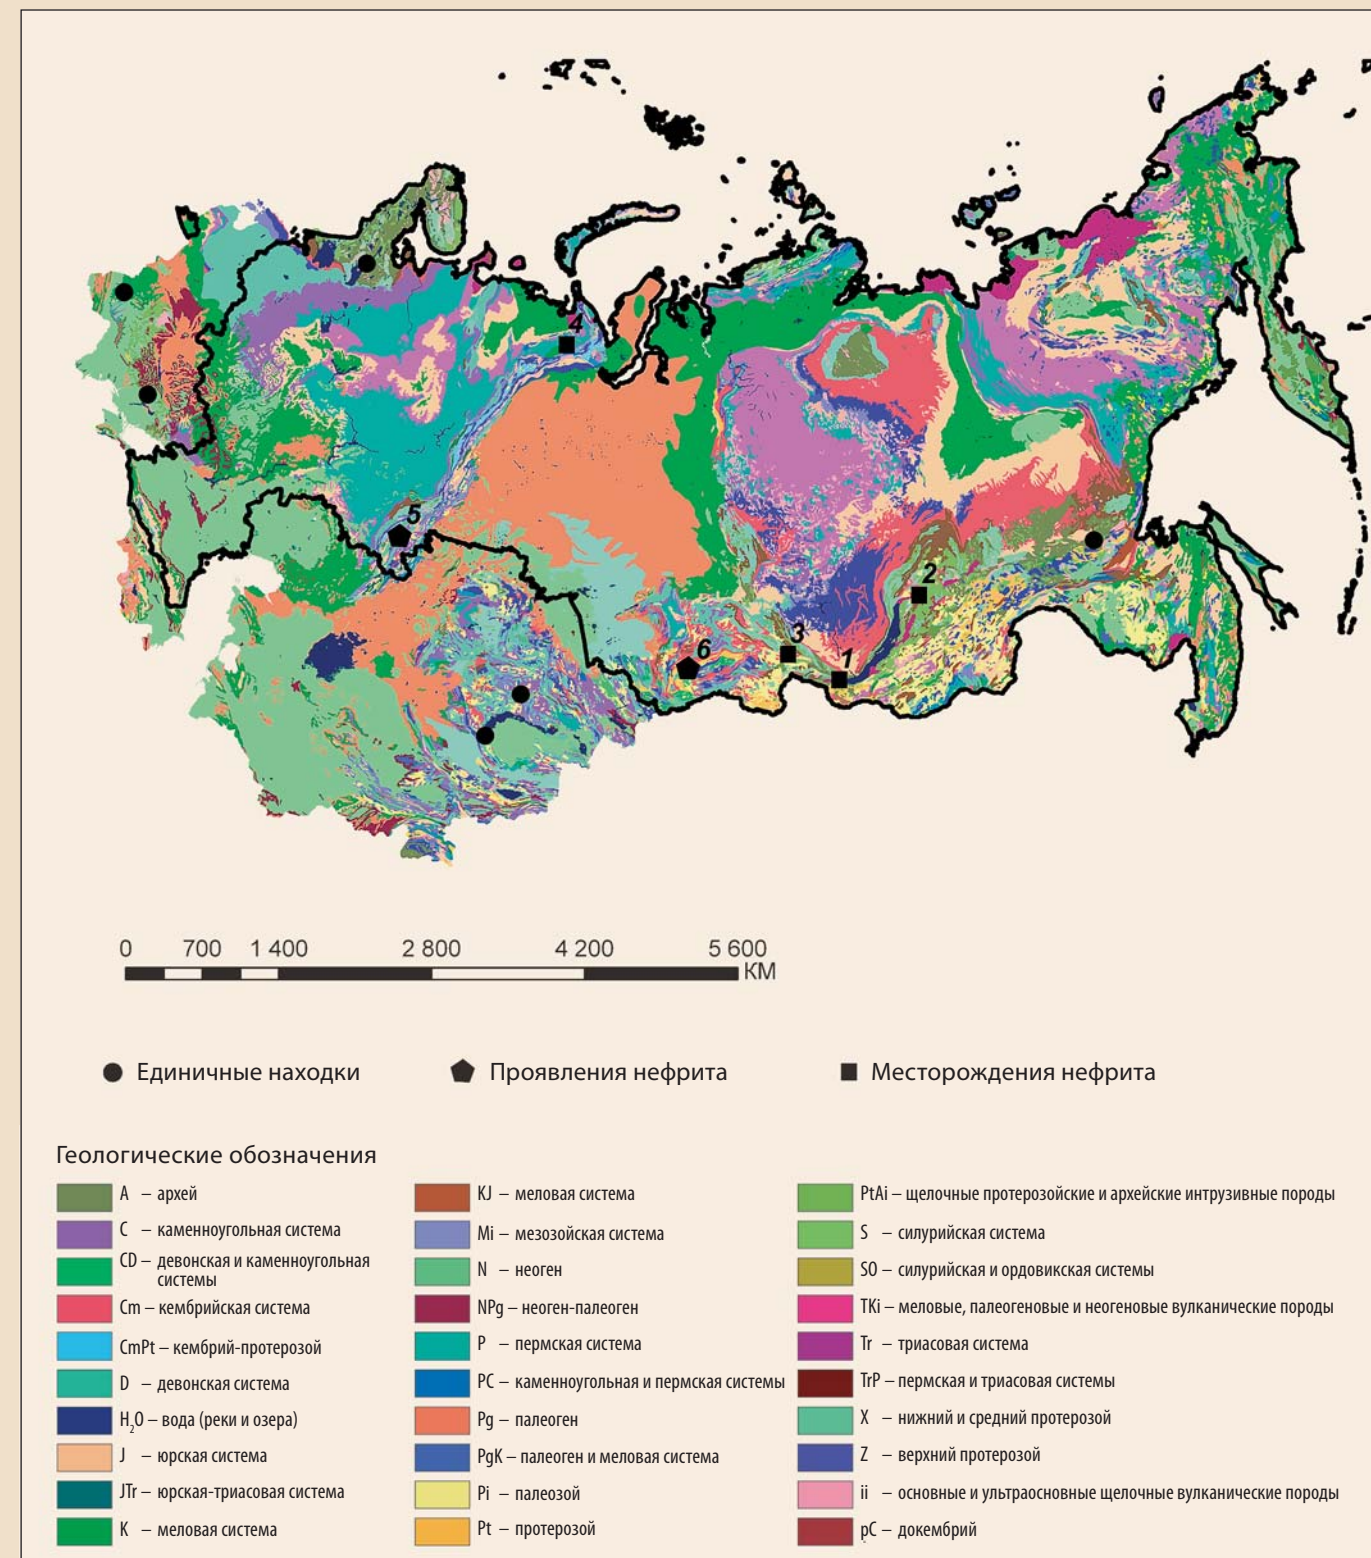 4
5
2
3
6
1
0 700 1 400 2 800 4 200 5 600
КМ
Единичные находки
Проявления нефрита
Месторождения нефрита
Геологические обозначения
A – архей
C – каменноугольная система
CD – девонская и каменноугольная
системы
Cm – кембрийская система
CmPt – кембрий-протерозой
D – девонская система
H2O – вода (реки и озера)
J – юрская система
JTr – юрская-триасовая система
K – меловая система
KJ – меловая система
Mi – мезозойская система
N – неоген
NPg – неоген-палеоген
P – пермская система
PC – каменноугольная и пермская системы
Pg – палеоген
PgK – палеоген и меловая система
Pi – палеозой
Pt – протерозой
PtAi – щелочные протерозойские и архейские интрузивные породы
S – силурийская система
SO – силурийская и ордовикская системы
TKi – меловые, палеогеновые и неогеновые вулканические породы
Tr – триасовая система
TrP – пермская и триасовая системы
X – нижний и средний протерозой
Z – верхний протерозой
ii – основные и ультраосновные щелочные вулканические породы
pC – докембрий